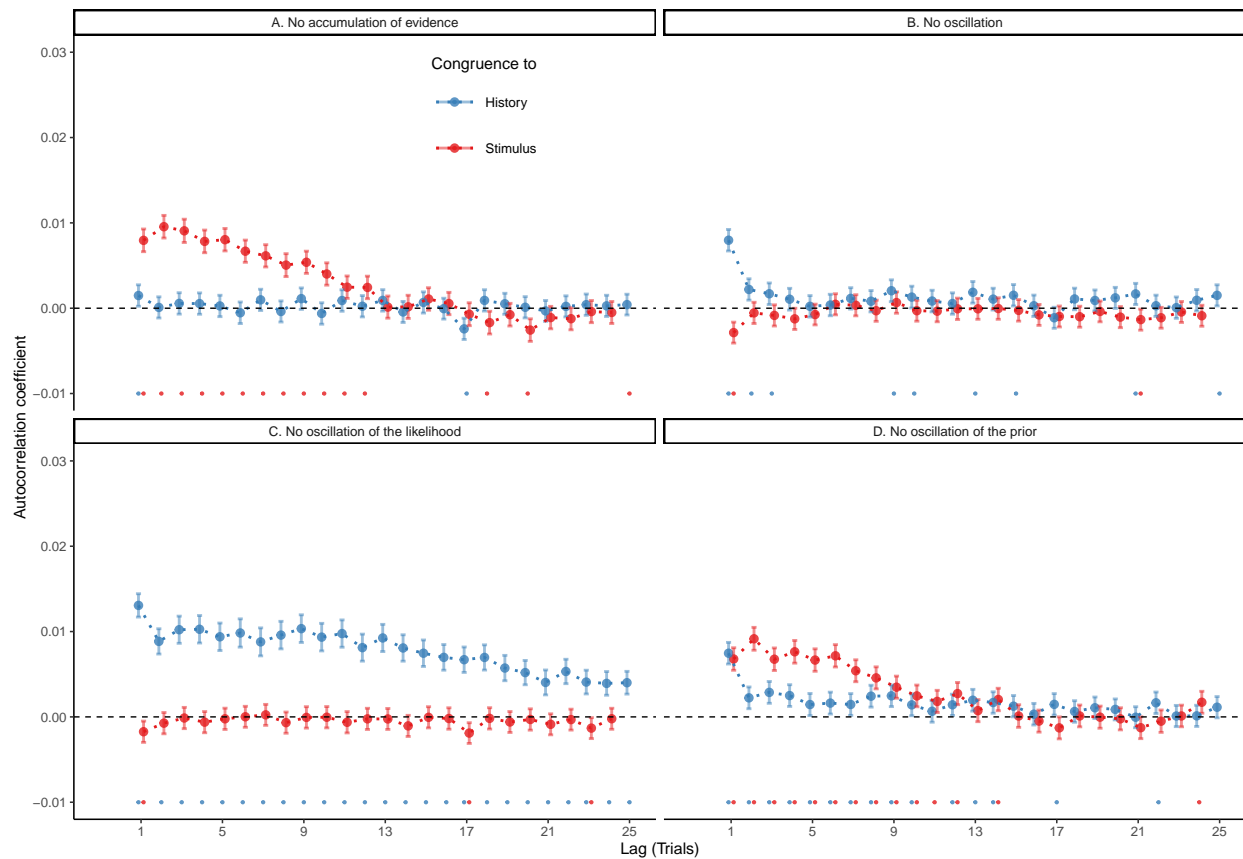 A. No accumulation of evidence
B. No oscillation
Congruence to
History
Stimulus
0.03
0.02
0.01
0.00
−0.01
C. No oscillation of the likelihood
D. No oscillation of the prior
0.03
0.02
0.01
0.00
−0.01
Autocorrelation coefficient
1 5 9 13 17 21 25
1 5 9 13 17 21 25
Lag (Trials)